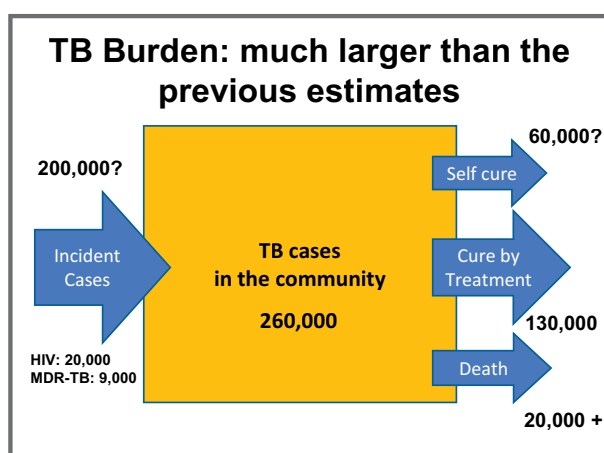 TB Burden: much larger than the
previous estimates
200,000?
Incident
Cases
HIV: 20,000
MDR-TB: 9,000
TB cases
in the community
260,000
60,000?
Self cure
Cure by
Treatment
130,000
Death
20,000 +